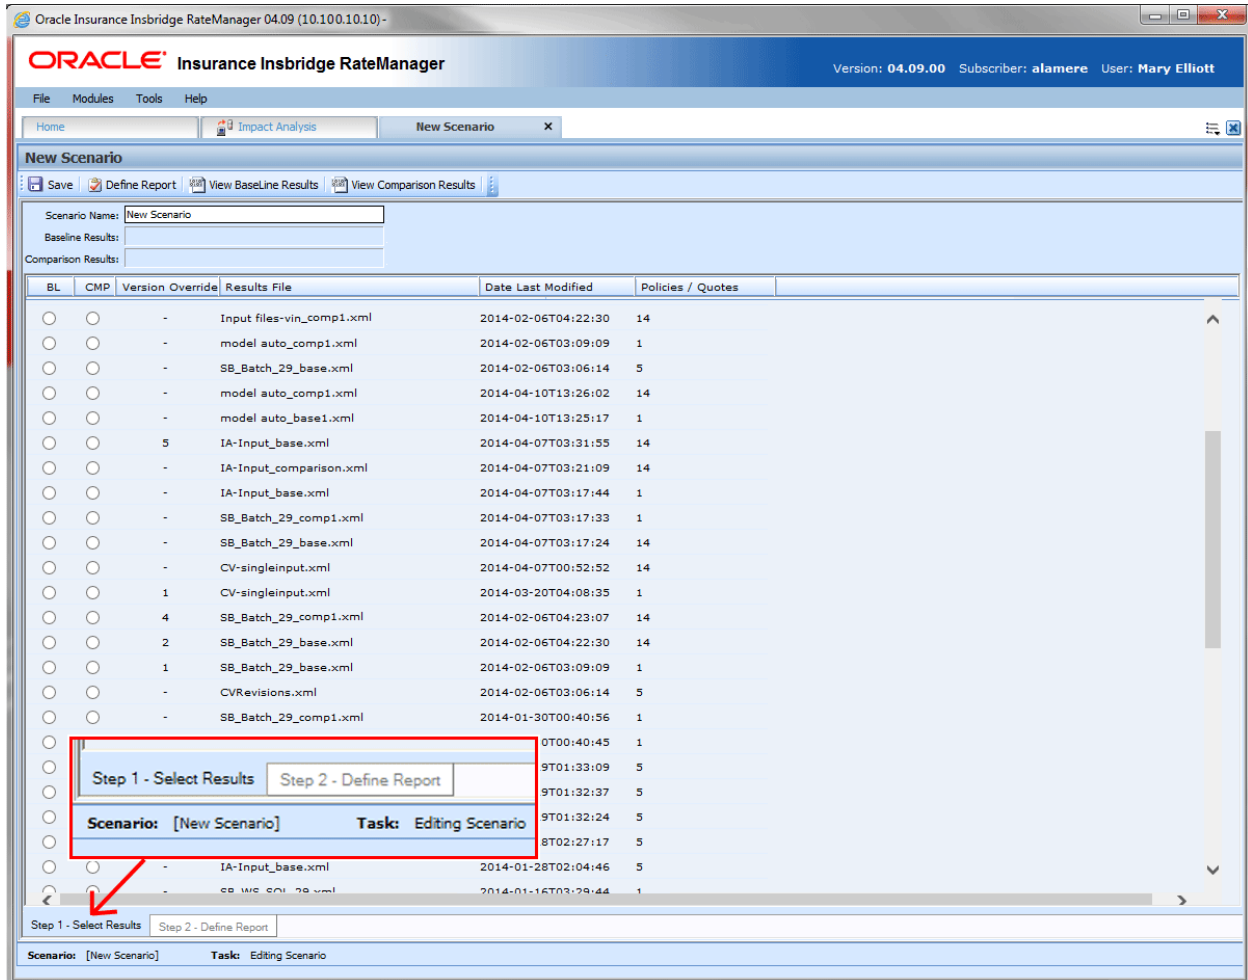 Oracle Insurance Insbridge RateManager 04.09 (10.100.10.10) -
ORACLE Insurance Insbridge RateManager
Version: 04.09.00 Subscriber: alamere User: Mary Elliott
File Modules Tools Help
Home Impact Analysis New Scenario x
New Scenario
Save Define Report View BaseLine Results View Comparison Results
Scenario Name: New Scenario
Baseline Results:
Comparison Results:
BL CMP Version Override Results File Date Last Modified Policies / Quotes
- Input files-vin_comp1.xml 2014-02-06T04:22:30 14
- model auto_comp1.xml 2014-02-06T03:09:09 1
- SB_Batch_29_base.xml 2014-02-06T03:06:14 5
- model auto_comp1.xml 2014-04-10T13:26:02 14
- model auto_base1.xml 2014-04-10T13:25:17 1
5 IA-Input_base.xml 2014-04-07T03:31:55 14
- IA-Input_comparison.xml 2014-04-07T03:21:09 14
- IA-Input_base.xml 2014-04-07T03:17:44 1
- SB_Batch_29_comp1.xml 2014-04-07T03:17:33 1
- SB_Batch_29_base.xml 2014-04-07T03:17:24 14
- CV-singleinput.xml 2014-04-07T00:52:52 14
1 CV-singleinput.xml 2014-03-20T04:08:35 1
4 SB_Batch_29_comp1.xml 2014-02-06T04:23:07 14
2 SB_Batch_29_base.xml 2014-02-06T04:22:30 14
1 SB_Batch_29_base.xml 2014-02-06T03:09:09 1
- CVRevisions.xml 2014-02-06T03:06:14 5
- SB_Batch_29_comp1.xml 2014-01-30T00:40:56 1
0T00:40:45 1
9T01:33:09 5
9T01:32:37 5
9T01:32:24 5
8T02:27:17 5
Step 1 - Select Results Step 2 - Define Report
Scenario: [New Scenario] Task: Editing Scenario
- IA-Input_base.xml 2014-01-28T02:04:46 5
- SB_WS_SQL_29.xml 2014-01-16T03:29:44 1
Step 1 - Select Results Step 2 - Define Report
Scenario: [New Scenario] Task: Editing Scenario